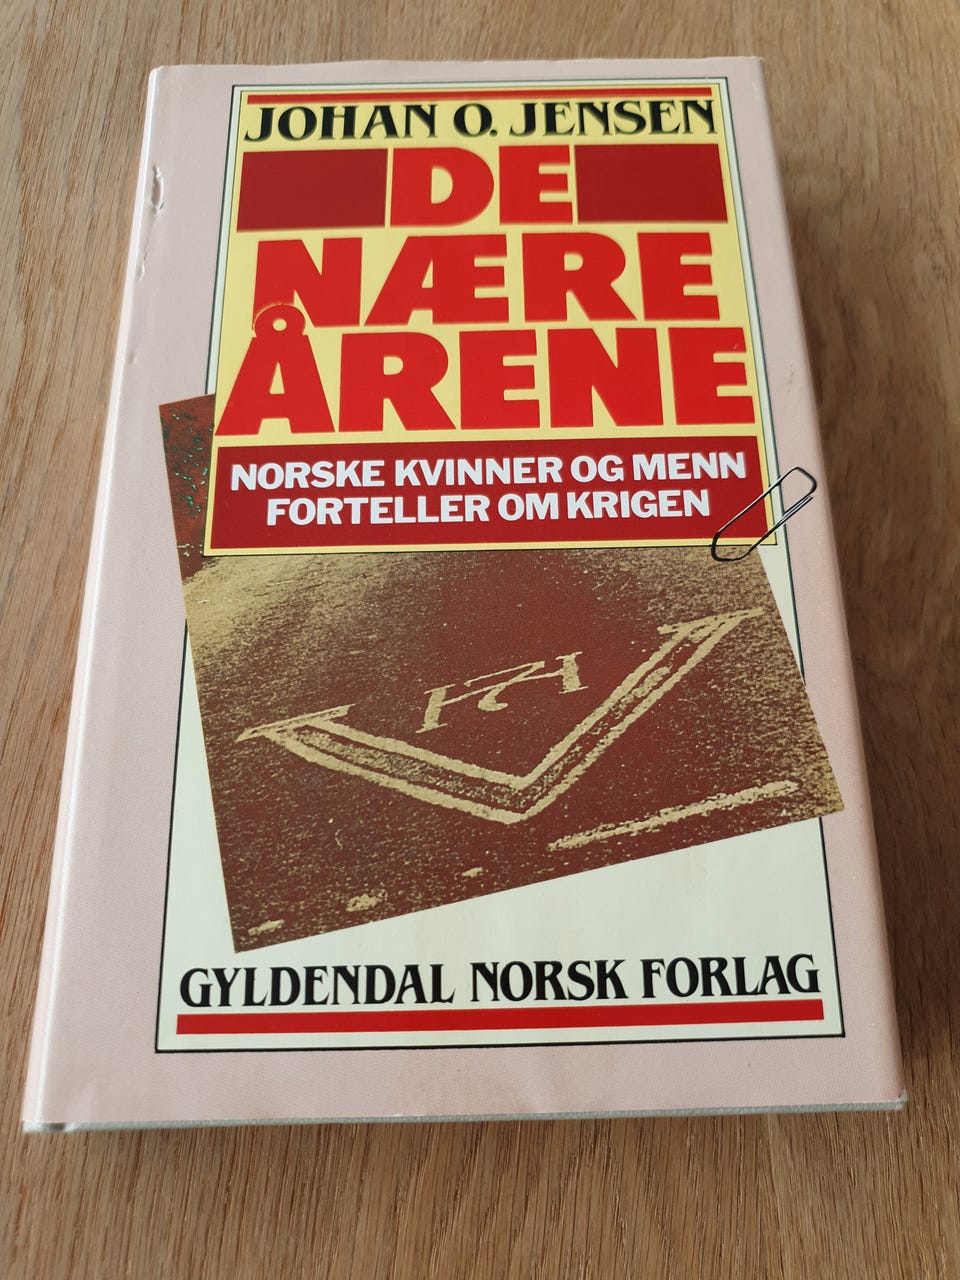 JOHAN O. JENSEN
DE
NÆRE
ÅRENE
NORSKE KVINNER OG MENN
FORTELLER OM KRIGEN
V
H7
GYLDENDAL NORSK FORLAG